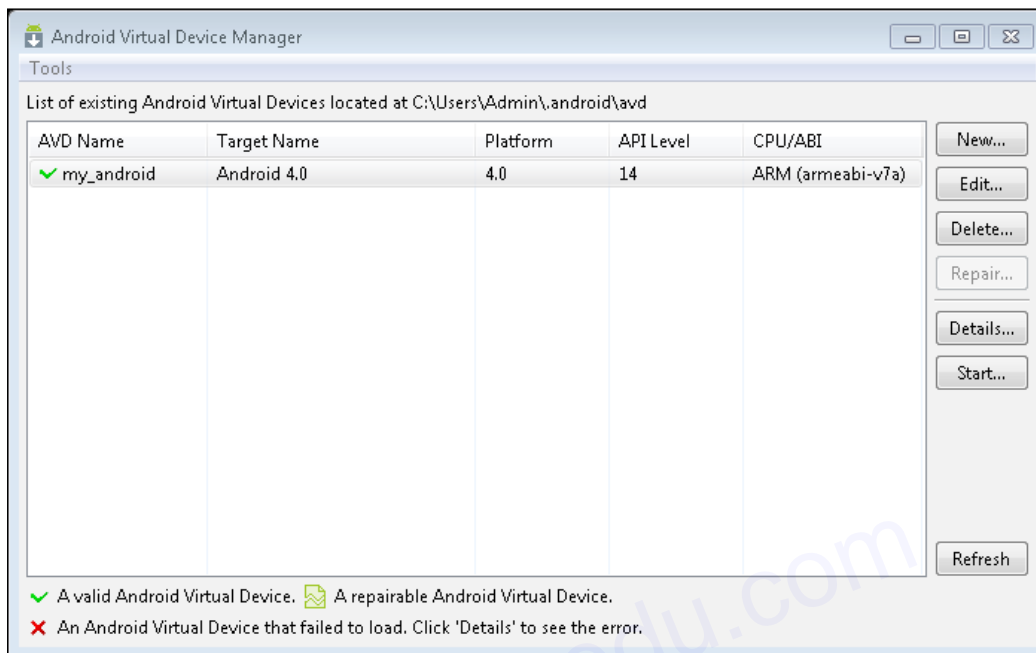 Android Virtual Device Manager
Tools
List of existing Android Virtual Devices located at C:\Users\Admin\.android\avd
AVD Name Target Name Platform API Level CPU/ABI
my_android Android 4.0 4.0 14 ARM (armeabi-v7a)
New...
Edit...
Delete...
Repair...
Details...
Start...
Refresh
A valid Android Virtual Device. A repairable Android Virtual Device.
An Android Virtual Device that failed to load. Click 'Details' to see the error.
du.com